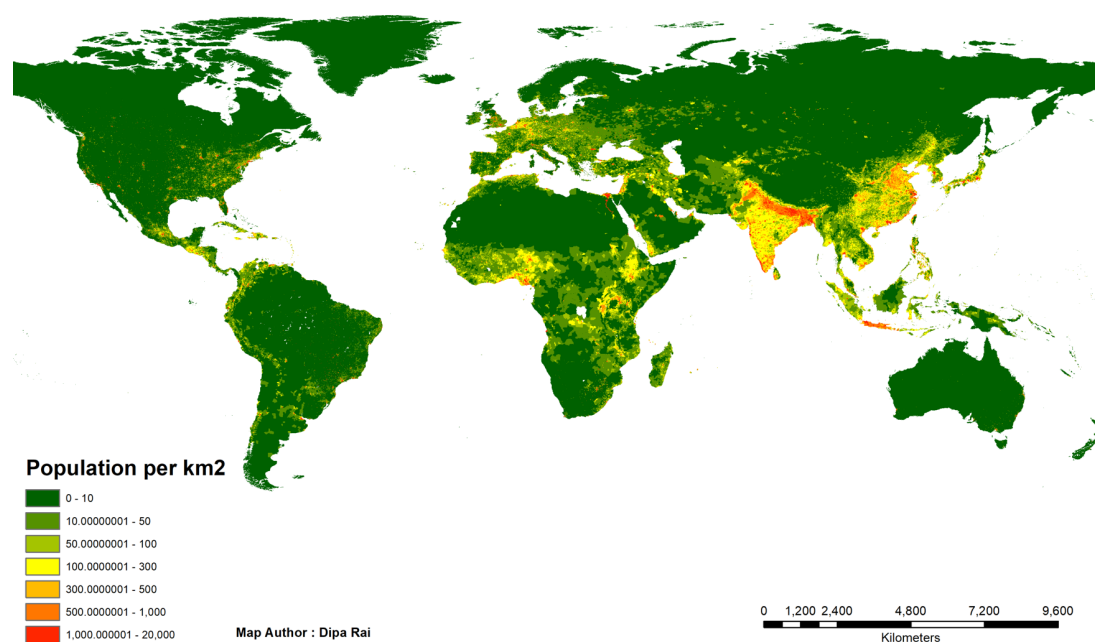 Population per km2
0 - 10
10.00000001 - 50
50.00000001 - 100
100.0000001 - 300
300.0000001 - 500
500.0000001 - 1,000
1,000.000001 - 20,000
Map Author : Dipa Rai
0 1,200 2,400 4,800 7,200 9,600
Kilometers